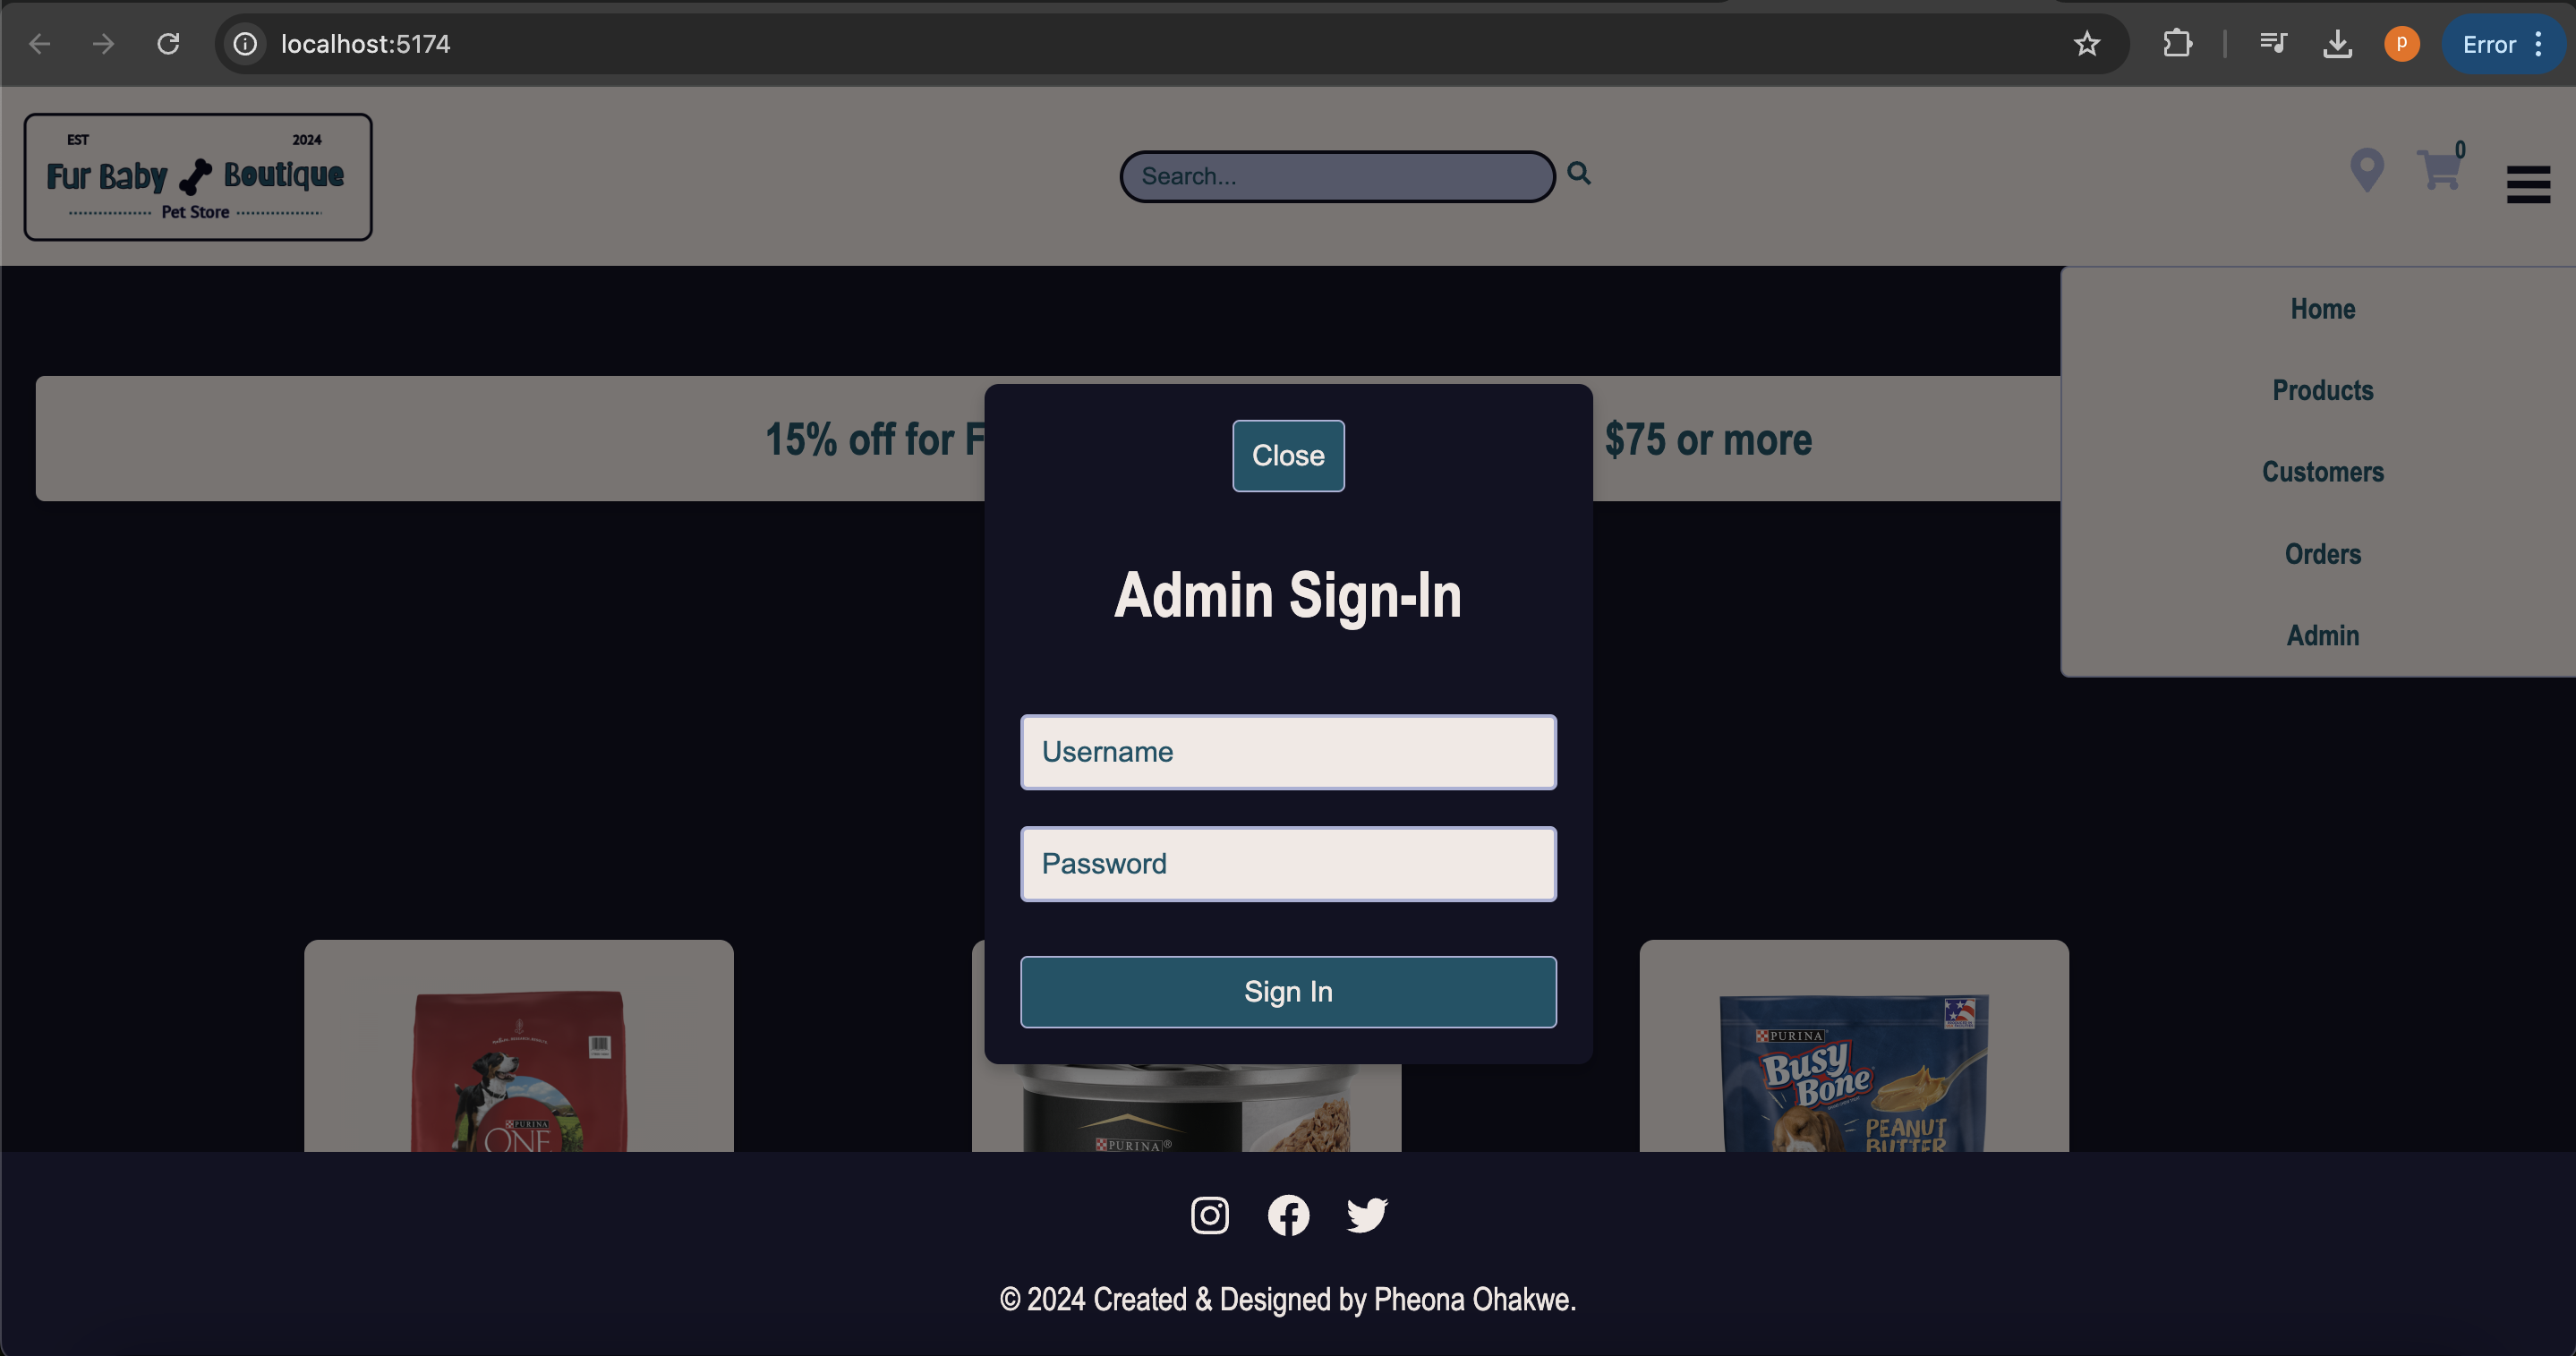 localhost:5174
p
Error
EST 2024
Fur Baby Boutique
Pet Store
Search...
0
Home
Products
Customers
Orders
Admin
15% off for F
$75 or more
Close
Admin Sign-In
Username
Password
Sign In
PURINA
ONE
PURINA®
PURINA
Busy
Bone
PEANUT
BUTTER
© 2024 Created & Designed by Pheona Ohakwe.